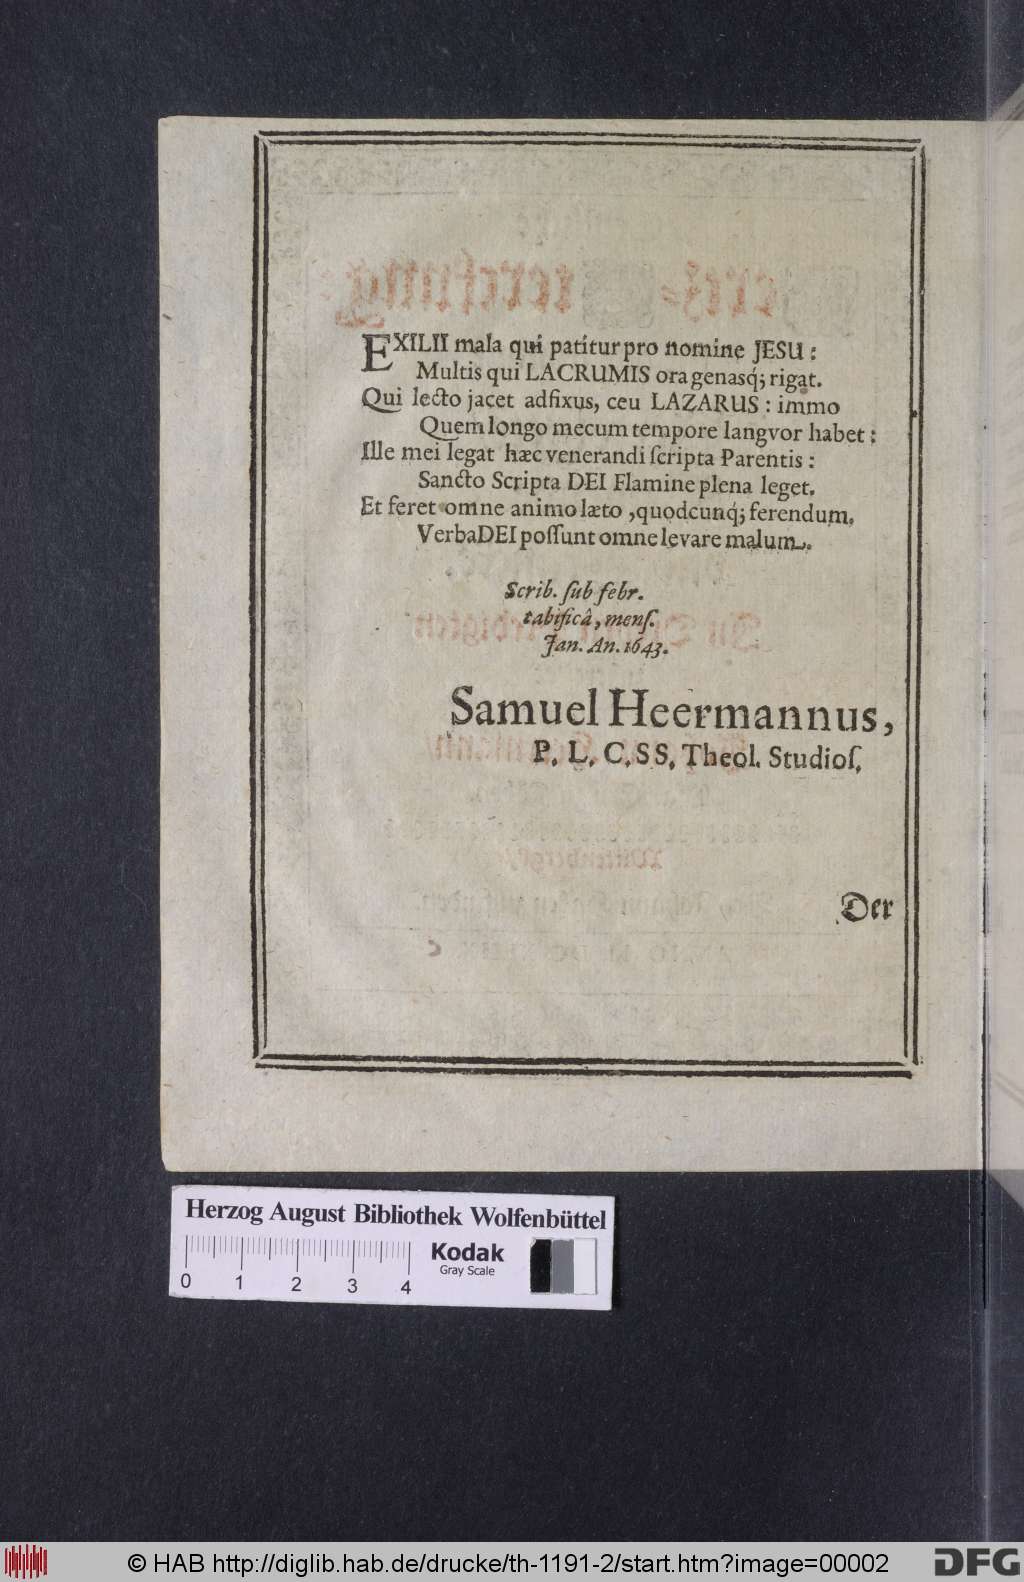 EXILII mala qui patitur pro nomine JESU :
Multis qui LACRUMIS ora genasq́; rigat.
Qui lecto jacet adfixus, ceu LAZARUS : immo
Quem longo mecum tempore langvor habet :
Ille mei legat hæc venerandi ſcripta Parentis :
Sancto Scripta DEI Flamine plena leget.
Et feret omne animo læto , quodcunq́; ferendum.
Verba DEI poſſunt omne levare malum.
Scrib. ſub febr.
tabificâ, menſ.
Jan. An. 1643.
Samuel Heermannus,
P. L. C. SS. Theol. Studioſ.
Der
Herzog August Bibliothek Wolfenbüttel
Kodak
Gray Scale
0 1 2 3 4
© HAB http://diglib.hab.de/drucke/th-1191-2/start.htm?image=00002
DFG